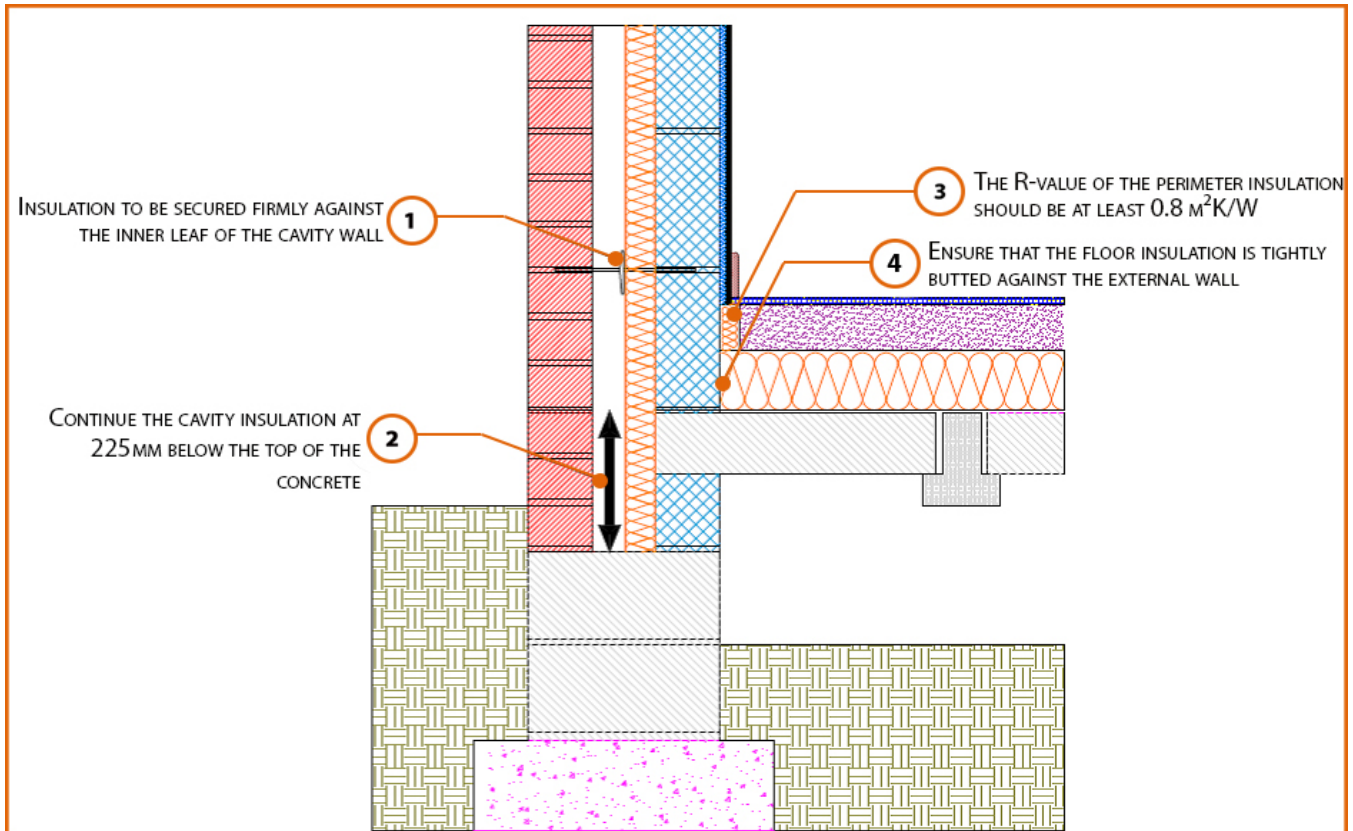 1
INSULATION TO BE SECURED FIRMLY AGAINST
THE INNER LEAF OF THE CAVITY WALL
2
CONTINUE THE CAVITY INSULATION AT
225MM BELOW THE TOP OF THE
CONCRETE
3
THE R-VALUE OF THE PERIMETER INSULATION
SHOULD BE AT LEAST 0.8 M²K/W
4
ENSURE THAT THE FLOOR INSULATION IS TIGHTLY
BUTTED AGAINST THE EXTERNAL WALL